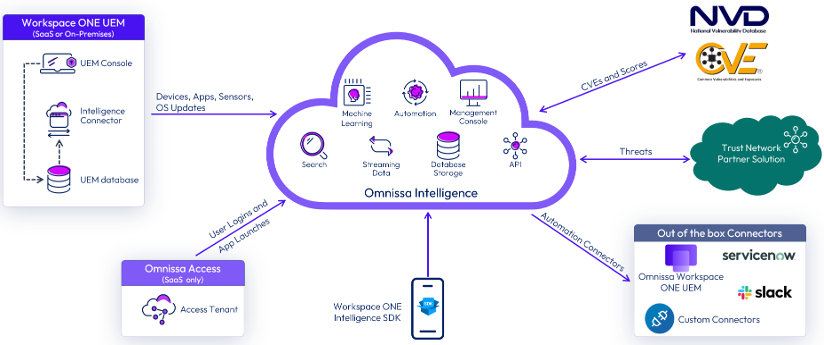 Workspace ONE UEM
(SaaS or On-Premises)
UEM Console
Intelligence
Connector
UEM database
Devices, Apps, Sensors,
OS Updates
Machine
Learning
Automation
Management
Console
Search
Streaming
Data
Database
Storage
API
Omnissa Intelligence
NVD
National Vulnerability Database
CVE®
Common Vulnerabilities and Exposures
CVEs and Scores
Threats
Trust Network
Partner Solution
User Logins and
App Launches
Omnissa Access
(SaaS only)
Access Tenant
Workspace ONE
Intelligence SDK
SDK
Automation Connectors
Out of the box Connectors
Omnissa Workspace
ONE UEM
servicenow
slack
Custom Connectors